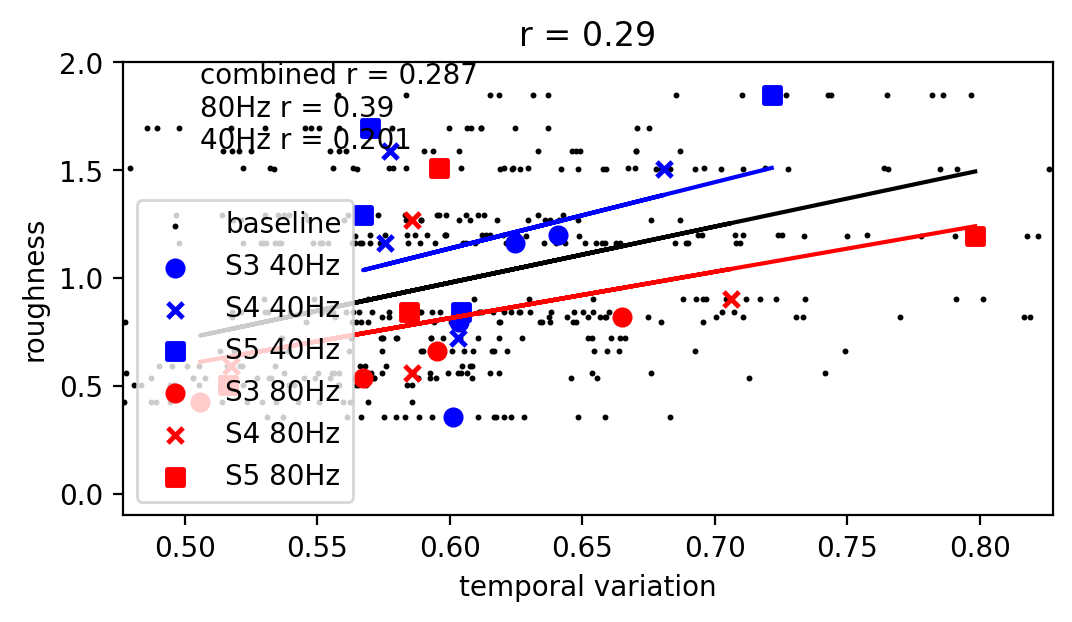 r = 0.29
combined r = 0.287
80Hz r = 0.39
40Hz r = 0.201
2.0
1.5
1.0
0.5
0.0
roughness
baseline
S3 40Hz
S4 40Hz
S5 40Hz
S3 80Hz
S4 80Hz
S5 80Hz
0.50 0.55 0.60 0.65 0.70 0.75 0.80
temporal variation